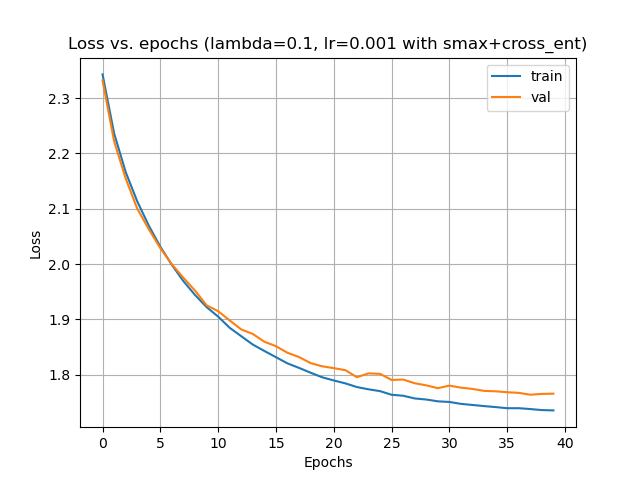 Loss vs. epochs (lambda=0.1, lr=0.001 with smax+cross_ent)
train
val
2.3
2.2
2.1
2.0
1.9
1.8
Loss
0 5 10 15 20 25 30 35 40
Epochs